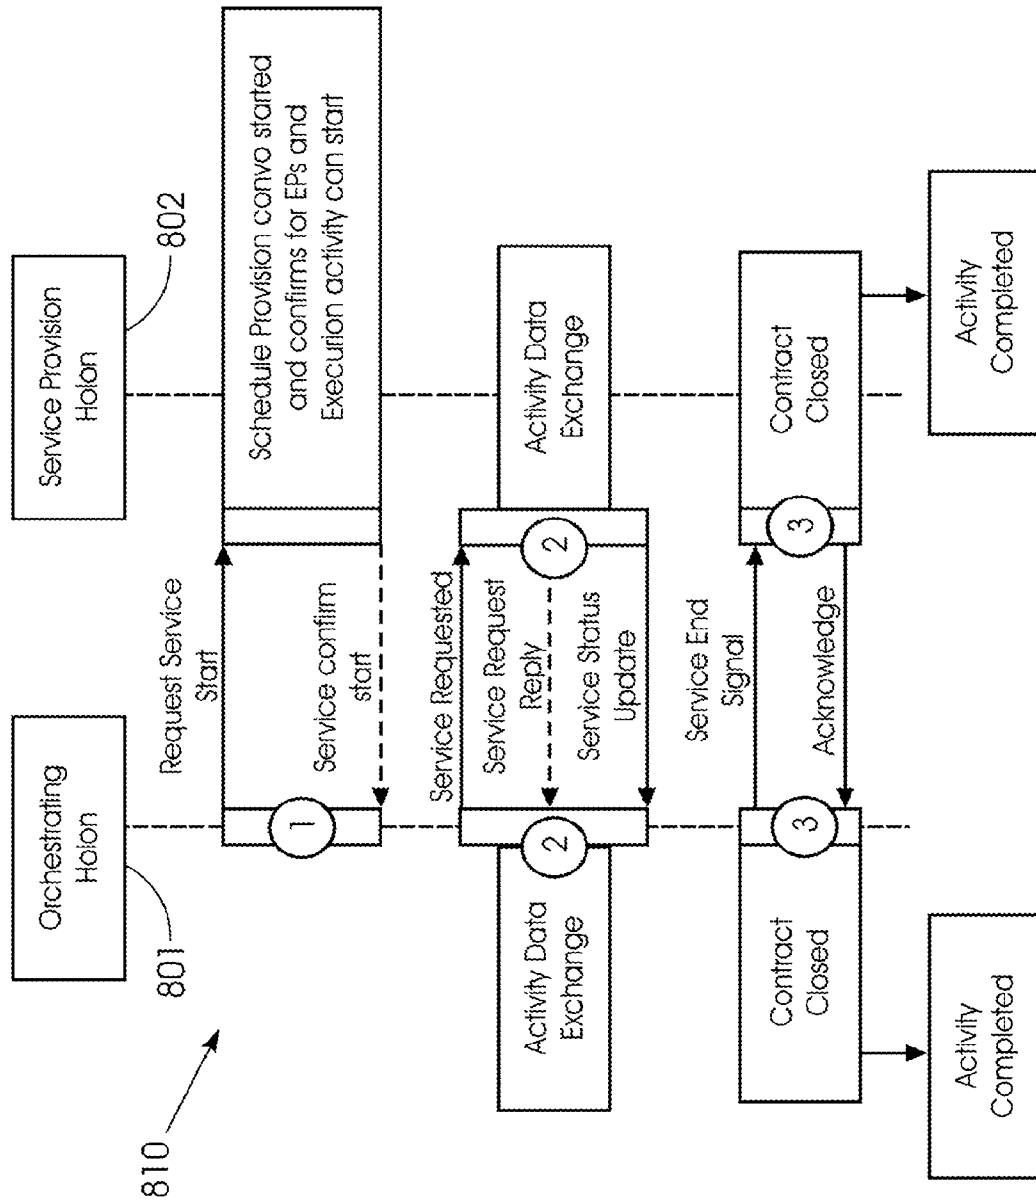 810
801
Orchestrating
Holon
802
Service Provision
Holon
Request Service
Start
1
Service confirm
start
Schedule Provision convo started
and confirms for EPs and
Execurion activity can start
Activity Data
Exchange
2
Service Requested
Service Request
Reply
Service Status
Update
2
Activity Data
Exchange
Contract
Closed
3
Service End
Signal
Acknowledge
3
Contract
Closed
Activity
Completed
Activity
Completed